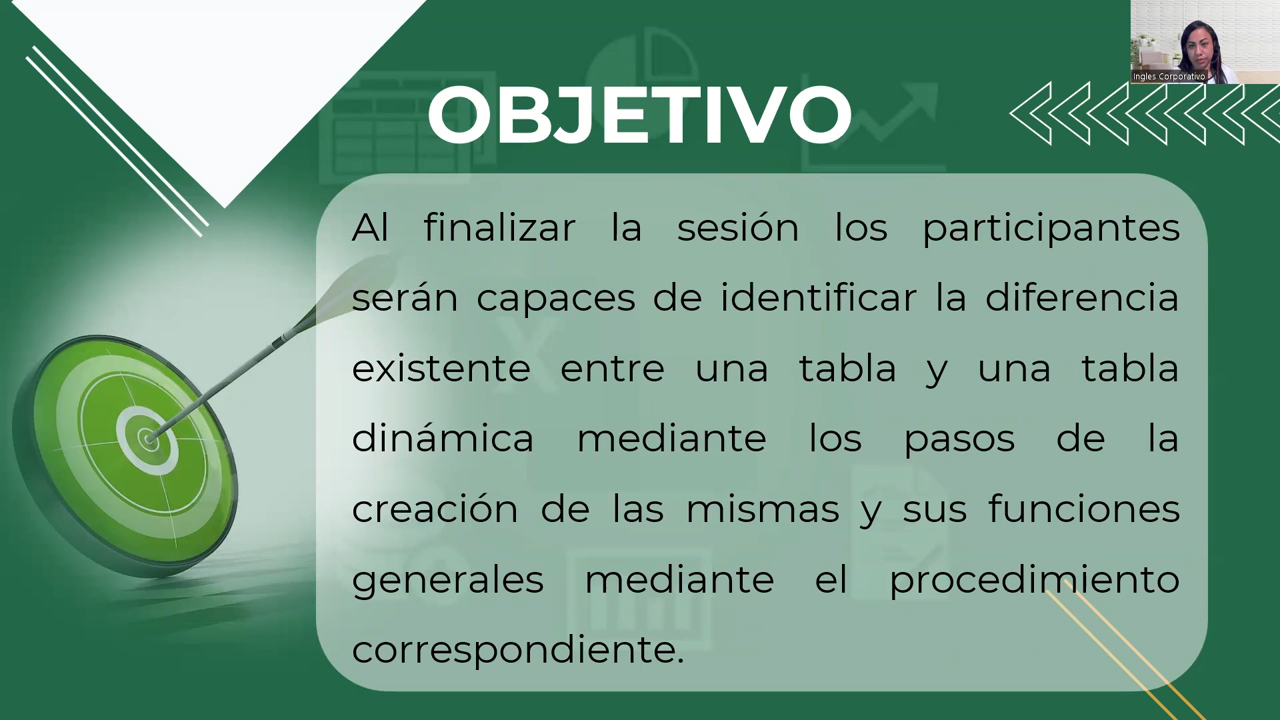 Ingles Corporativo
OBJETIVO
Al finalizar la sesión los participantes
serán capaces de identificar la diferencia
existente entre una tabla y una tabla
dinámica mediante los pasos de la
creación de las mismas y sus funciones
generales mediante el procedimiento
correspondiente.